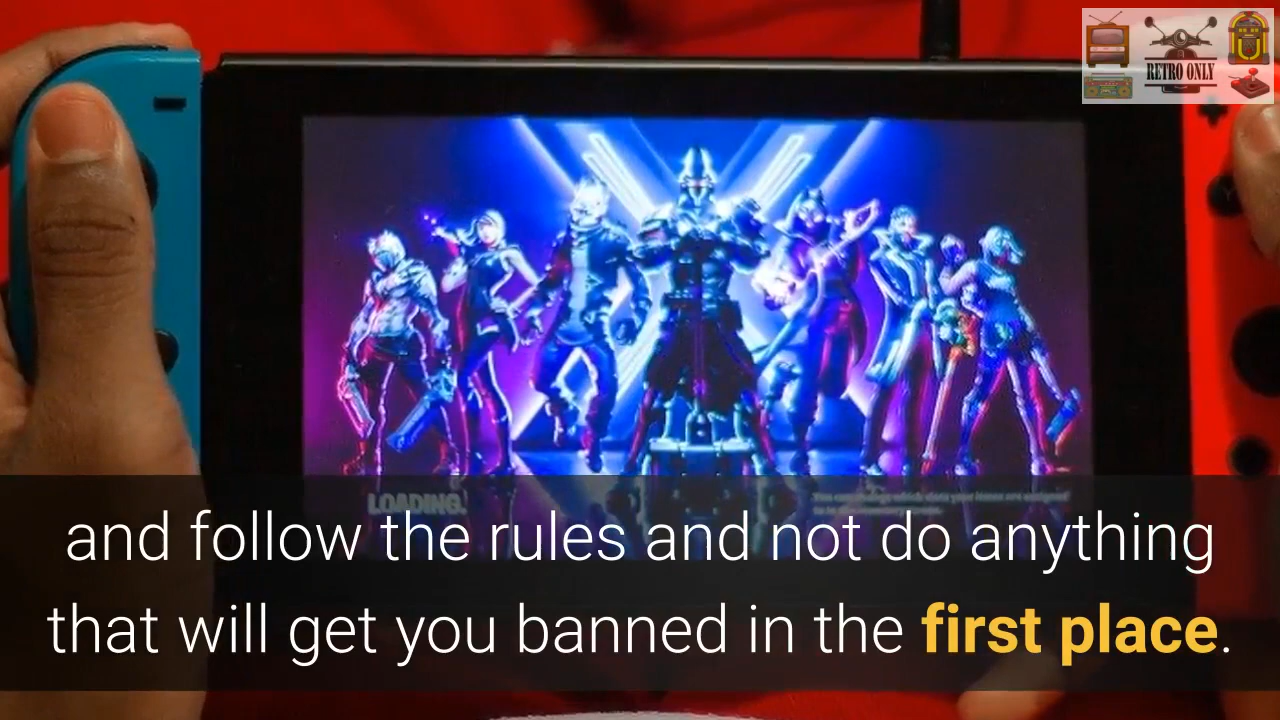 RETRO ONLY
LOADING.
and follow the rules and not do anything
that will get you banned in the first place.